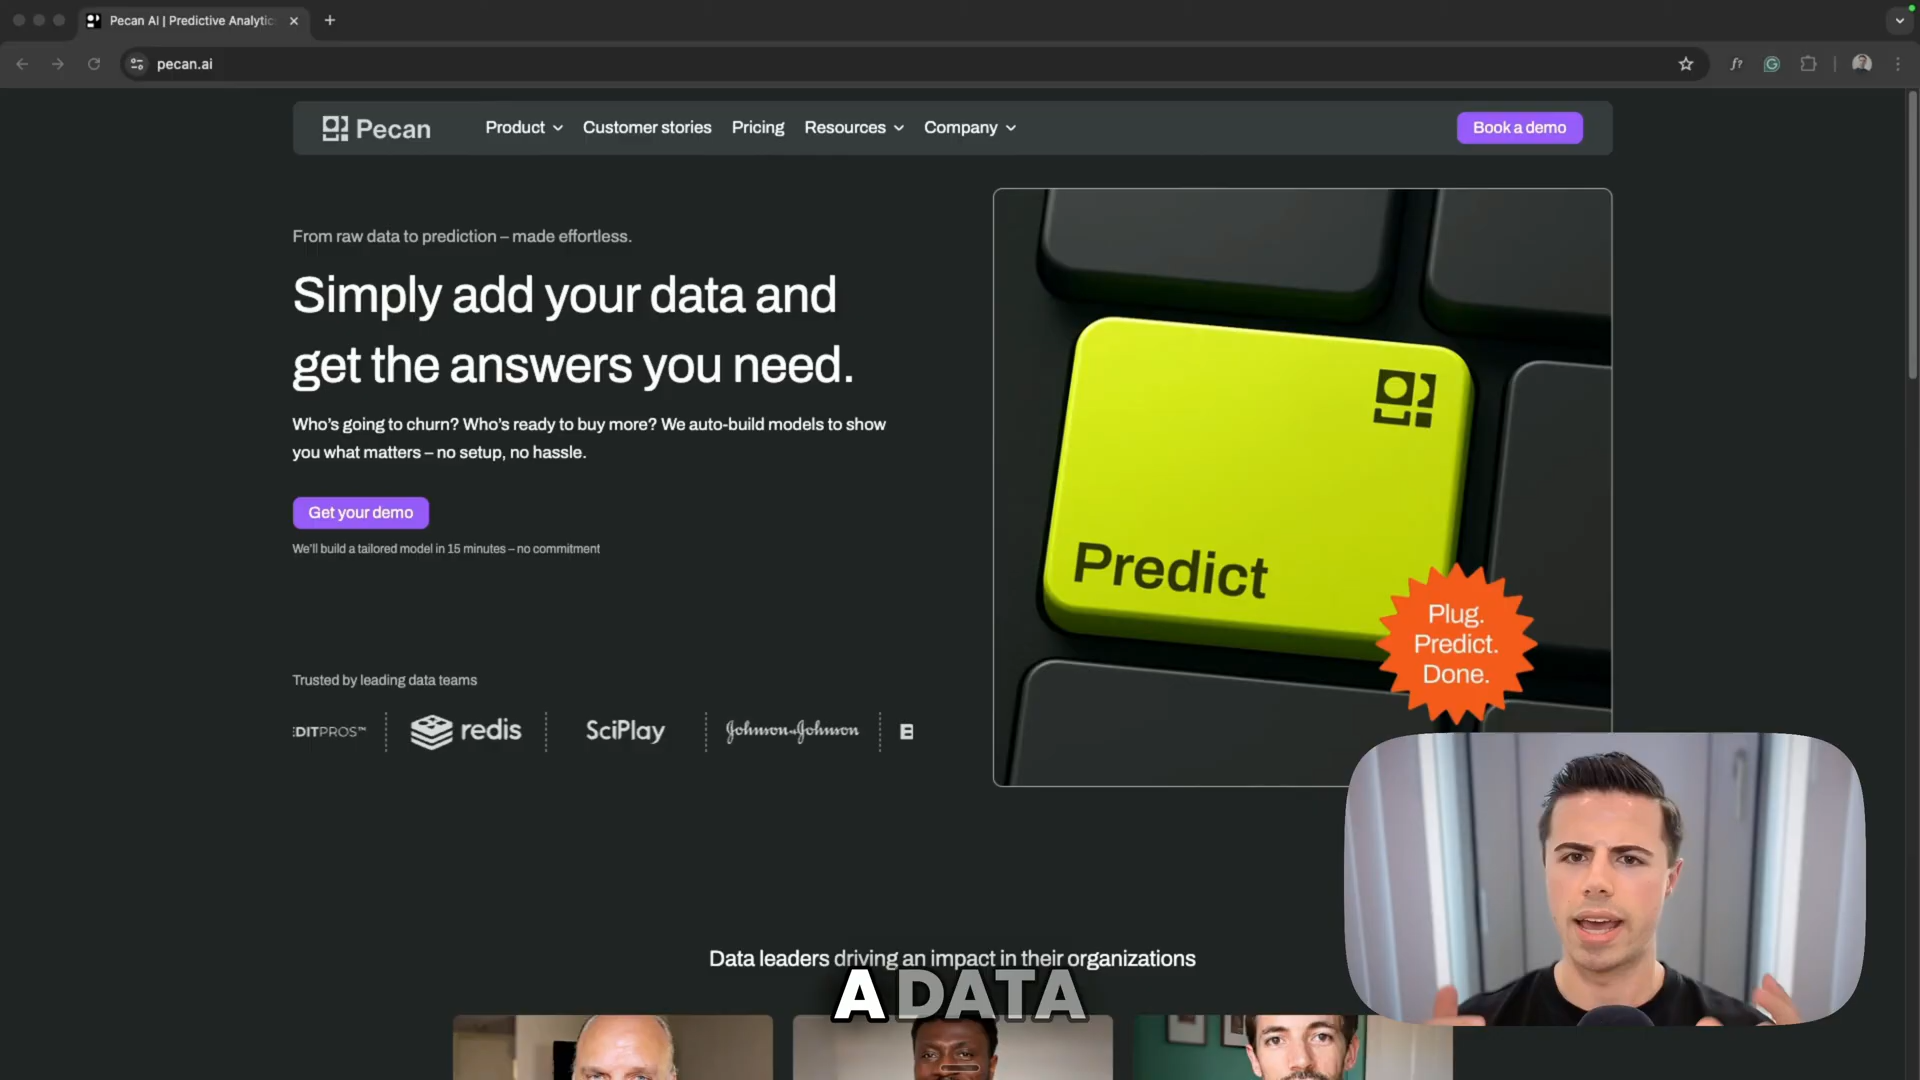 Pecan AI | Predictive Analytic
pecan.ai
Pecan
Product
Customer stories
Pricing
Resources
Company
Book a demo
From raw data to prediction – made effortless.
Simply add your data and
get the answers you need.
Who's going to churn? Who's ready to buy more? We auto-build models to show
you what matters – no setup, no hassle.
Get your demo
We'll build a tailored model in 15 minutes – no commitment
Predict
Plug.
Predict.
Done.
Trusted by leading data teams
EDITPROS™
redis
SciPlay
Johnson & Johnson
E
Data leaders driving an impact in their organizations
A DATA